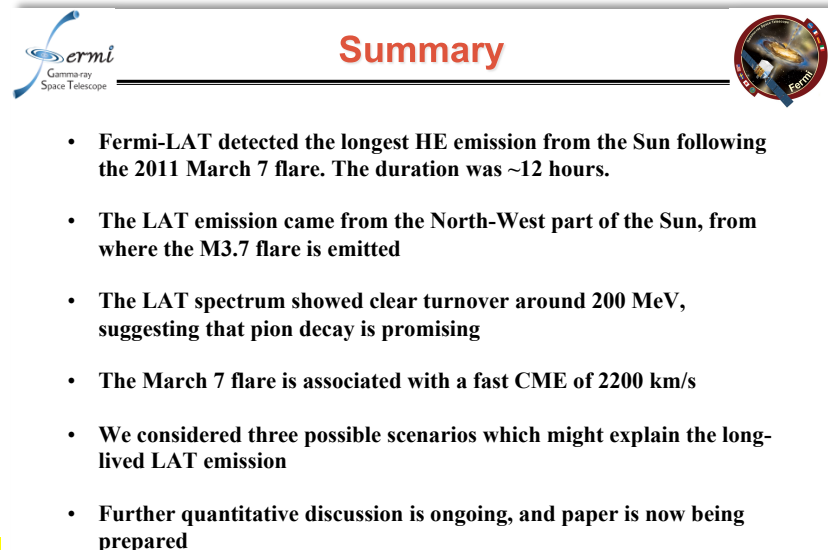 ermi
Gamma-ray
Space Telescope
Summary
Fermi
• Fermi-LAT detected the longest HE emission from the Sun following
the 2011 March 7 flare. The duration was ~12 hours.
• The LAT emission came from the North-West part of the Sun, from
where the M3.7 flare is emitted
• The LAT spectrum showed clear turnover around 200 MeV,
suggesting that pion decay is promising
• The March 7 flare is associated with a fast CME of 2200 km/s
• We considered three possible scenarios which might explain the long-
lived LAT emission
• Further quantitative discussion is ongoing, and paper is now being
prepared